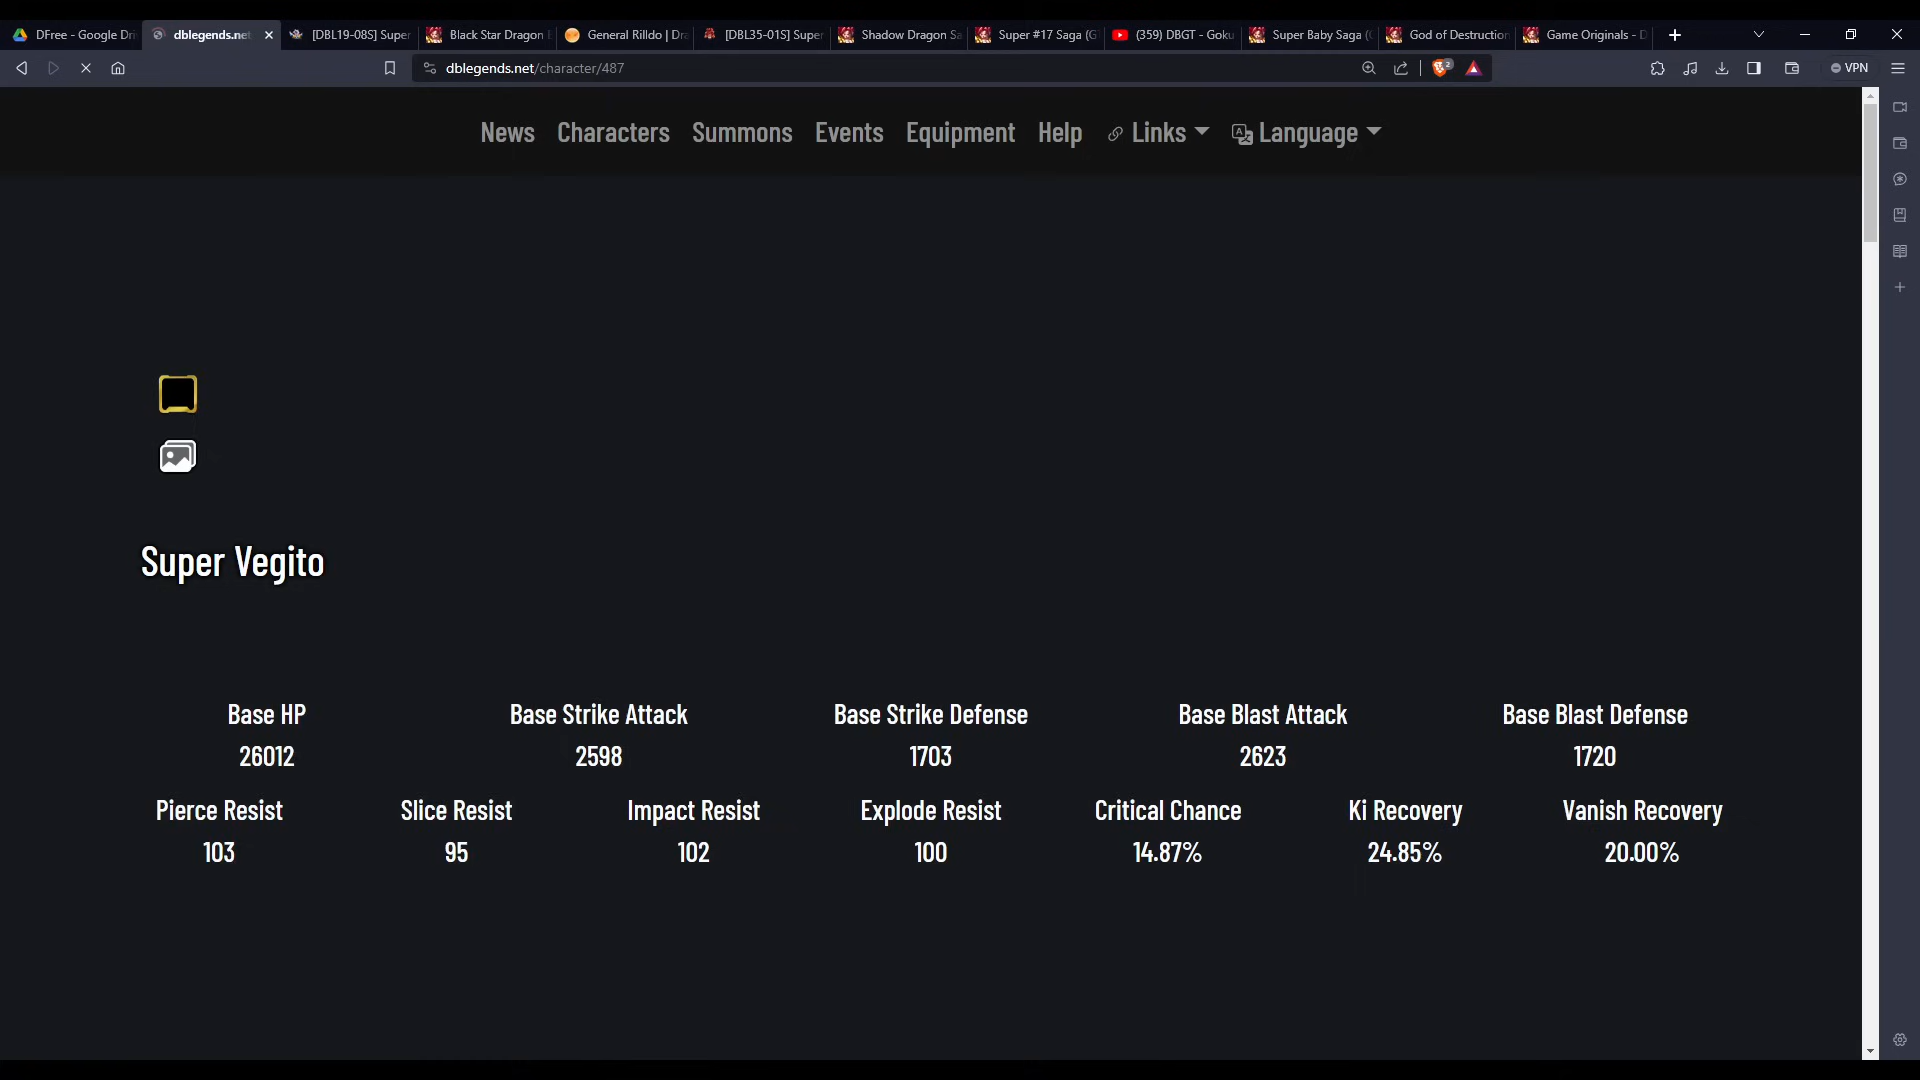 DFree - Google Dri
dblegends.net
[DBL19-08S] Super
Black Star Dragon
General Rilldo | Dra
[DBL35-01S] Super
Shadow Dragon Sa
Super #17 Saga (G
(359) DBGT - Goku
Super Baby Saga (
God of Destruction
Game Originals - D
dblegends.net/character/487
2
VPN
News
Characters
Summons
Events
Equipment
Help
Links
Language
Super Vegito
Base HP
Base Strike Attack
Base Strike Defense
Base Blast Attack
Base Blast Defense
26012
2598
1703
2623
1720
Pierce Resist
Slice Resist
Impact Resist
Explode Resist
Critical Chance
Ki Recovery
Vanish Recovery
103
95
102
100
14.87%
24.85%
20.00%